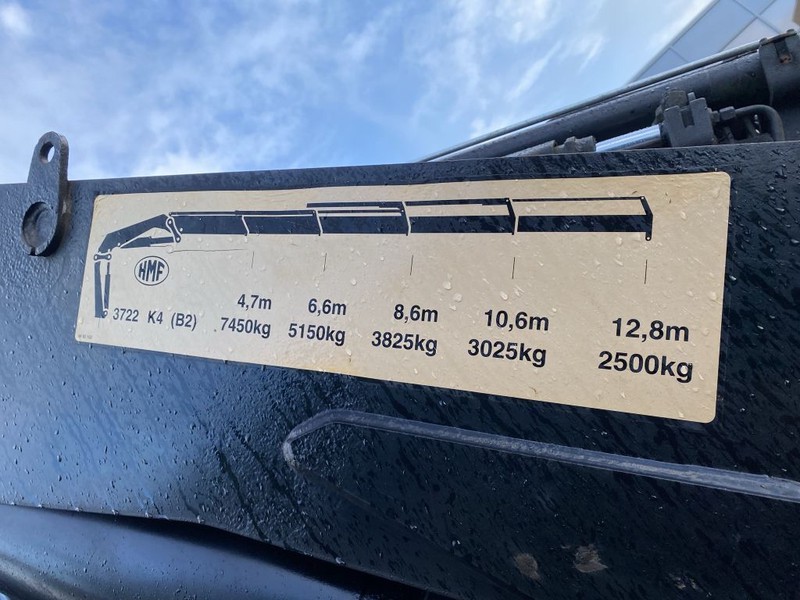 HMF
3722 K4 (B2)
4,7m 6,6m 8,6m 10,6m 12,8m
7450kg 5150kg 3825kg 3025kg 2500kg